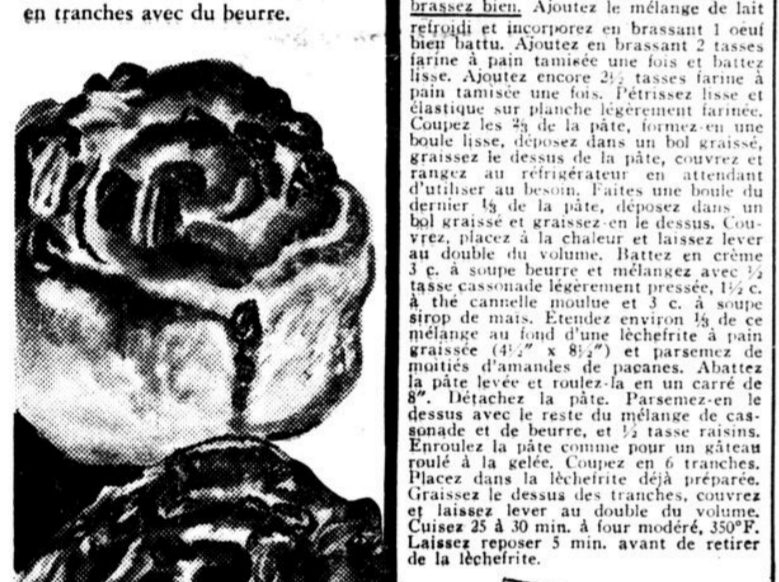 en tranches avec du beurre.
brassez bien. Ajoutez le mélange de lait
refroidi et incorporez en brassant 1 oeuf
bien battu. Ajoutez en brassant 2 tasses
farine à pain tamisée une fois et battez
lisse. Ajoutez encore 2½ tasses farine à
pain tamisée une fois. Pétrissez lisse et
élastique sur planche légèrement farinée.
Coupez les ⅔ de la pâte, formez-en une
boule lisse, déposez dans un bol graissé,
graissez le dessus de la pâte, couvrez et
rangez au réfrigérateur en attendant
d'utiliser au besoin. Faites une boule du
dernier ⅓ de la pâte, déposez dans un
bol graissé et graissez-en le dessus. Cou-
vrez, placez à la chaleur et laissez lever
au double du volume. Battez en crème
3 c. à soupe beurre et mélangez avec ½
tasse cassonade légèrement pressée, 1½ c.
à thé cannelle moulue et 3 c. à soupe
sirop de mais. Etendez environ ⅓ de ce
mélange au fond d'une lèchefrite à pain
graissée (4½" x 8½") et parsemez de
moitiés d'amandes de pacanes. Abattez
la pâte levée et roulez-la en un carré de
8". Détachez la pâte. Parsemez-en le
dessus avec le reste du mélange de cas-
sonade et de beurre, et ½ tasse raisins.
Enroulez la pâte comme pour un gâteau
roulé à la gelée. Coupez en 6 tranches.
Placez dans la lèchefrite déjà préparée.
Graissez le dessus des tranches, couvrez
et laissez lever au double du volume.
Cuisez 25 à 30 min. à four modéré, 350°F.
Laissez reposer 5 min. avant de retirer
de la lèchefrite.